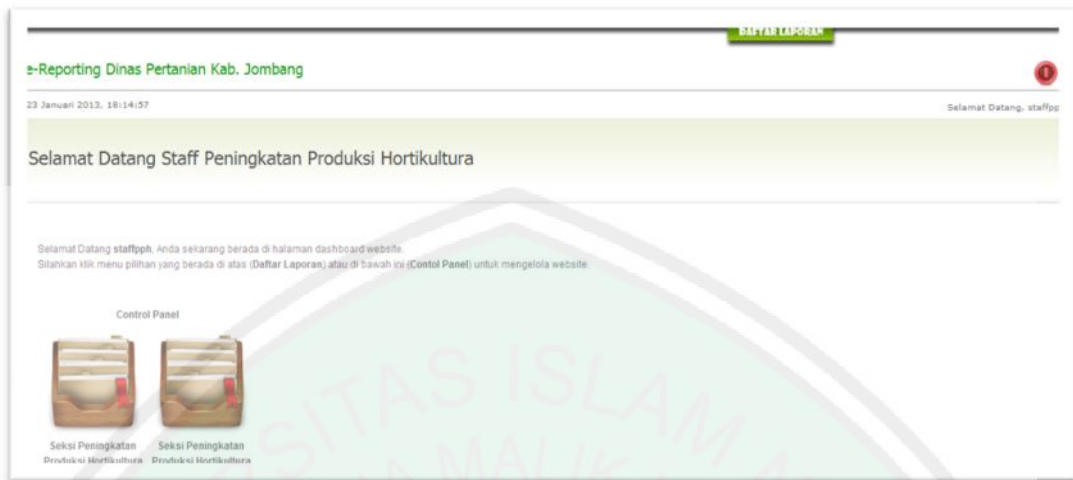 DAFTAR LAPORAN
e-Reporting Dinas Pertanian Kab. Jombang
23 Januari 2013, 18:14:57
Selamat Datang, staffpp
Selamat Datang Staff Peningkatan Produksi Hortikultura
Selamat Datang staffpph, Anda sekarang berada di halaman dashboard website.
Silahkan klik menu pilihan yang berada di atas (Daftar Laporan) atau di bawah ini (Contol Panel) untuk mengelola website.
Control Panel
Seksi Peningkatan Seksi Peningkatan
Produksi Hortikultura Produksi Hortikultura
SITAS ISLAM
MALIK